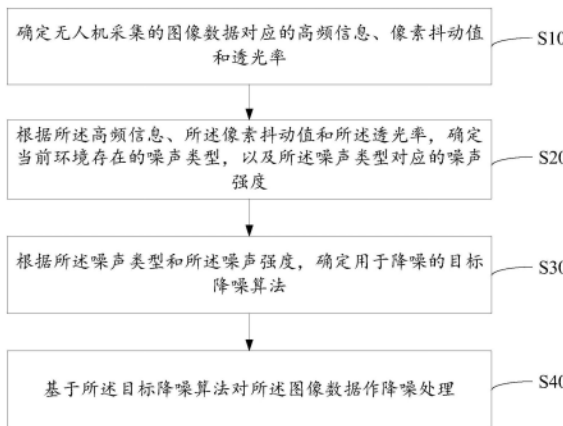 确定无人机采集的图像数据对应的高频信息、像素抖动值
和透光率
S10
根据所述高频信息、所述像素抖动值和所述透光率，确定
当前环境存在的噪声类型，以及所述噪声类型对应的噪声
强度
S20
根据所述噪声类型和所述噪声强度，确定用于降噪的目标
降噪算法
S30
基于所述目标降噪算法对所述图像数据作降噪处理
S40